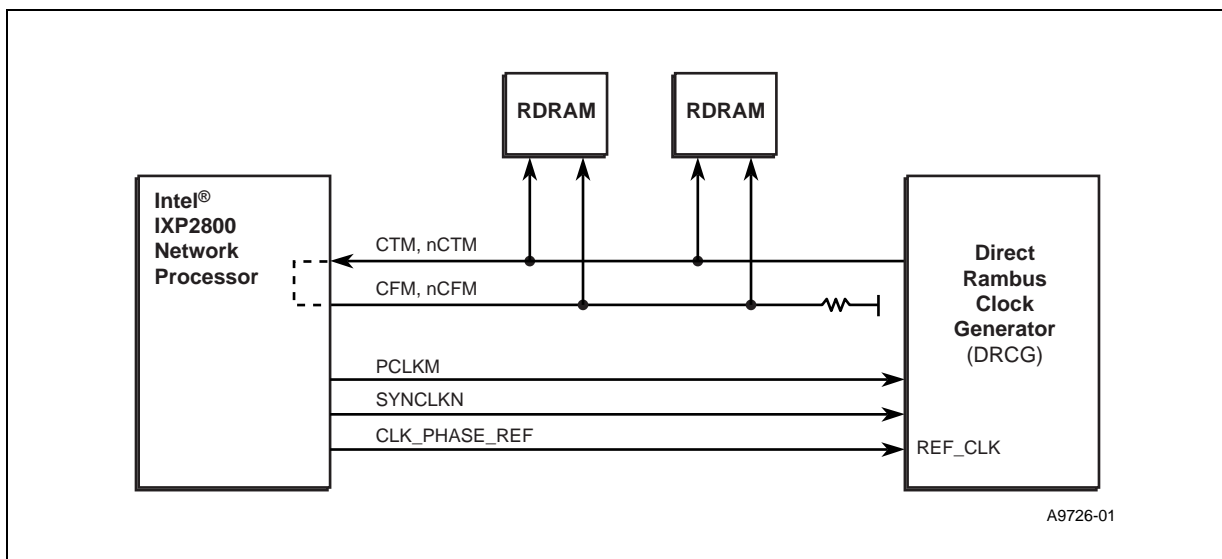 RDRAM
RDRAM
Intel®
IXP2800
Network
Processor
CTM, nCTM
CFM, nCFM
PCLKM
SYNCLKN
CLK_PHASE_REF
Direct
Rambus
Clock
Generator
(DRCG)
REF_CLK
A9726-01